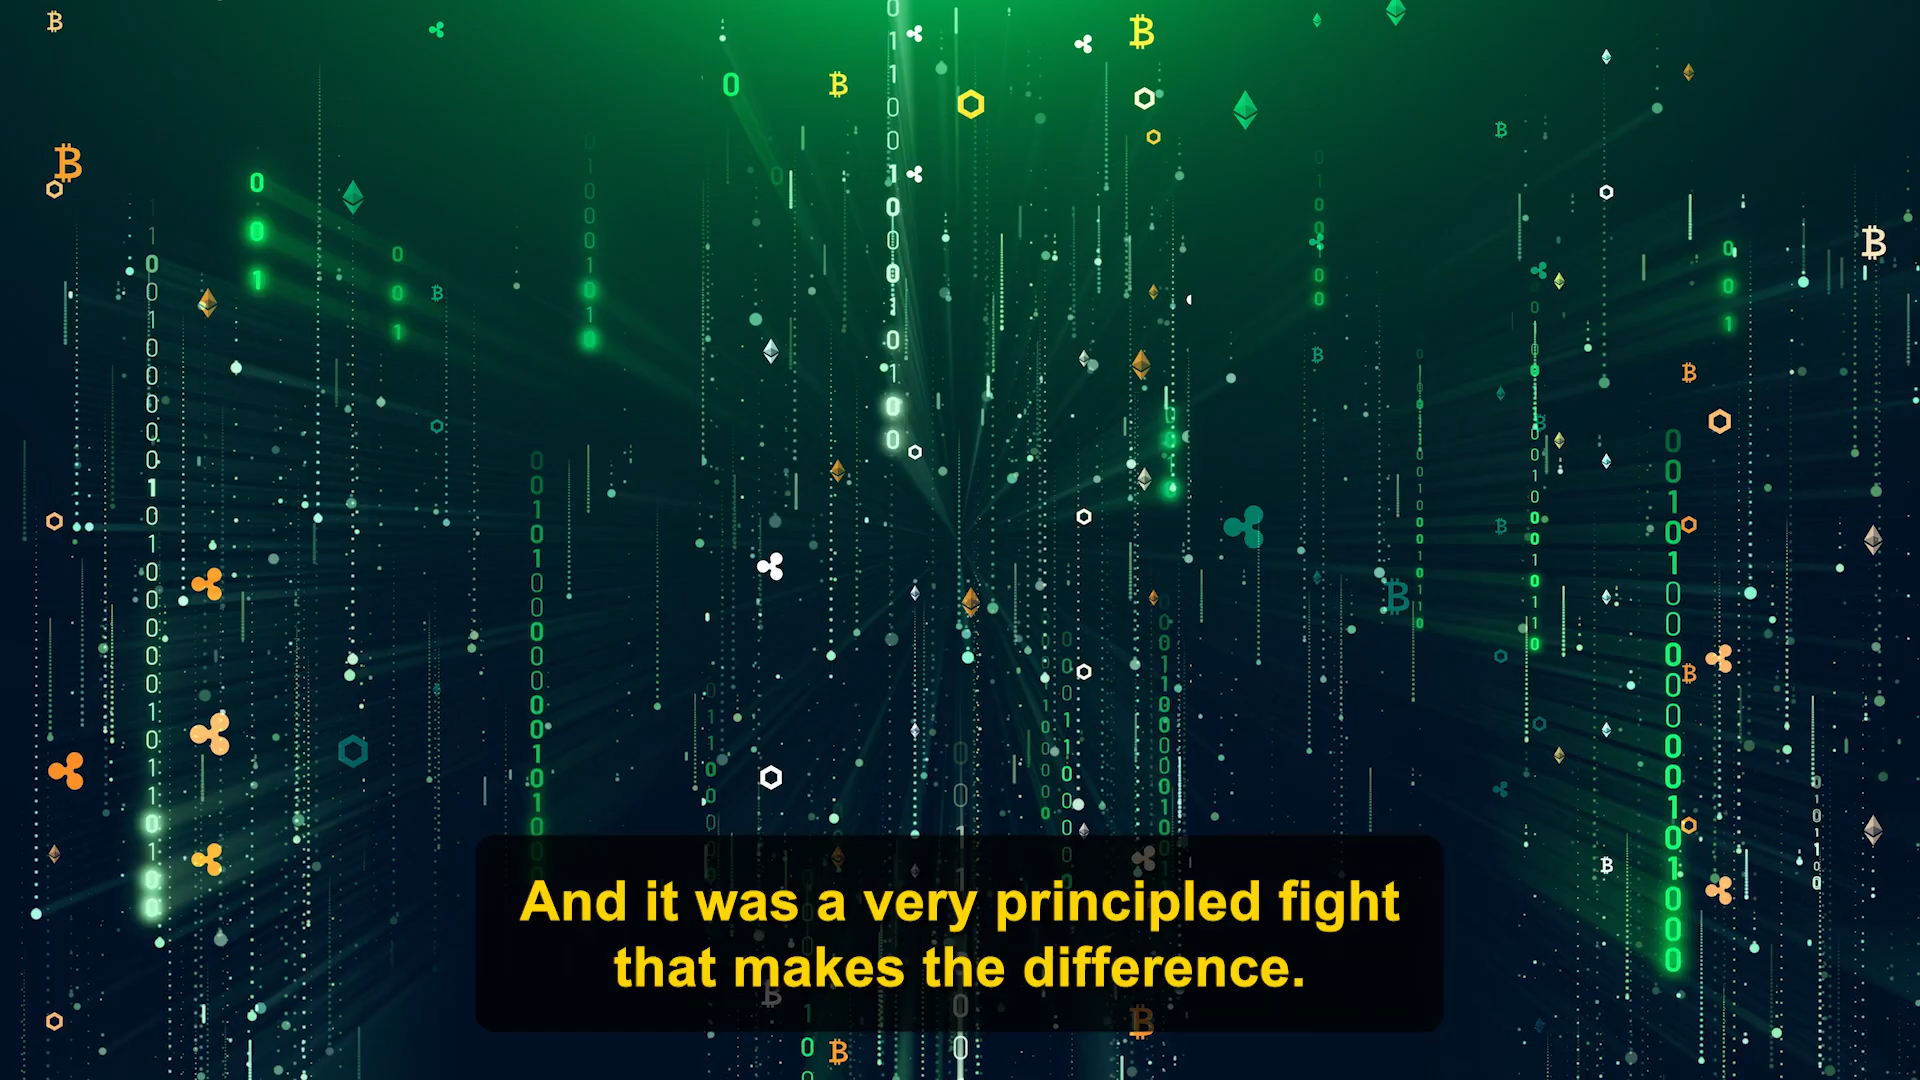 And it was a very principled fight
that makes the difference.